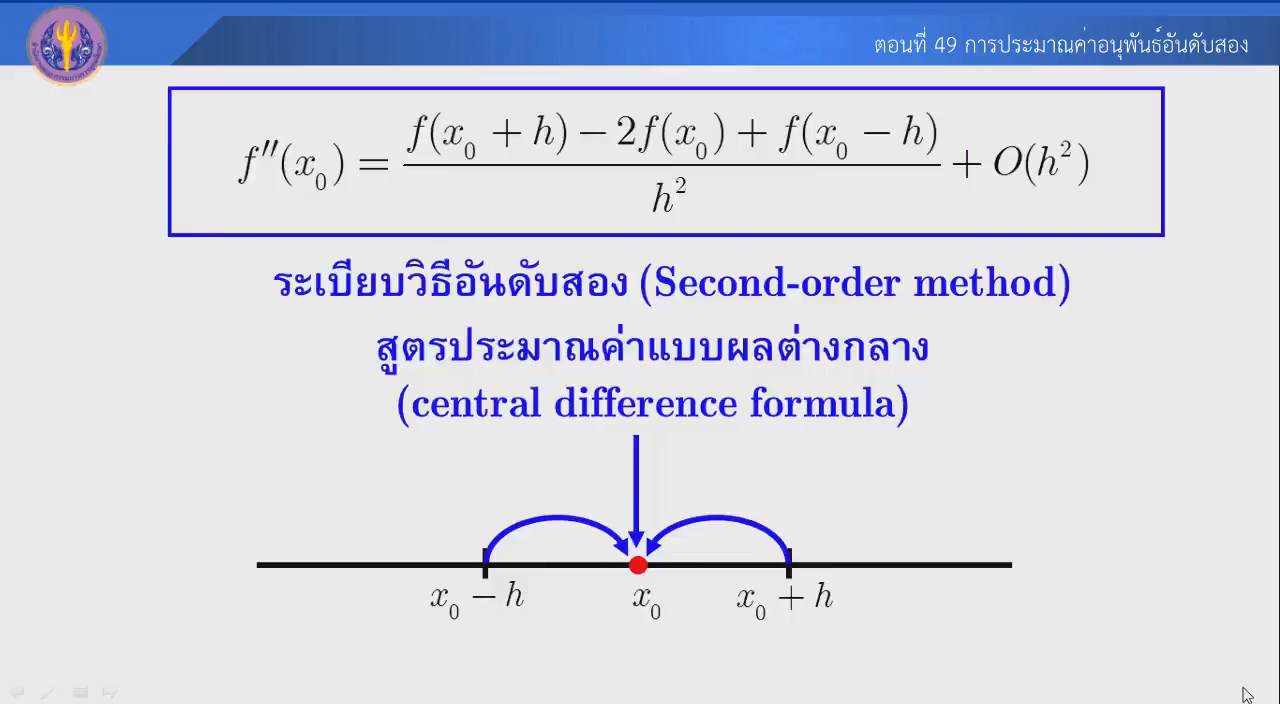 ตอนที่ 49 การประมาณค่าอนุพันธ์อันดับสอง
f″(x₀) = (f(x₀ + h) − 2f(x₀) + f(x₀ − h)) / h² + O(h²)
ระเบียบวิธีอันดับสอง (Second-order method)
สูตรประมาณค่าแบบผลต่างกลาง
(central difference formula)
x₀ − h x₀ x₀ + h